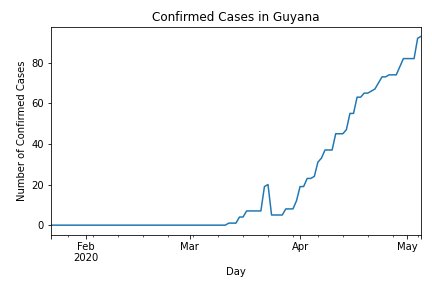 Confirmed Cases in Guyana
Number of Confirmed Cases
80
60
40
20
0
Feb
2020
Mar
Apr
May
Day